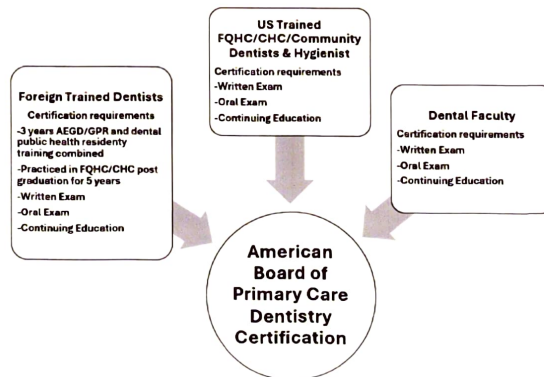 Foreign Trained Dentists
Certification requirements
-3 years AEGD/GPR and dental
public health residenty
training combined
-Practiced in FQHC/CHC post
graduation for 5 years
-Written Exam
-Oral Exam
-Continuing Education
US Trained
FQHC/CHC/Community
Dentists & Hygienist
Certification requirements
-Written Exam
-Oral Exam
-Continuing Education
Dental Faculty
Certification requirements
-Written Exam
-Oral Exam
-Continuing Education
American
Board of
Primary Care
Dentistry
Certification